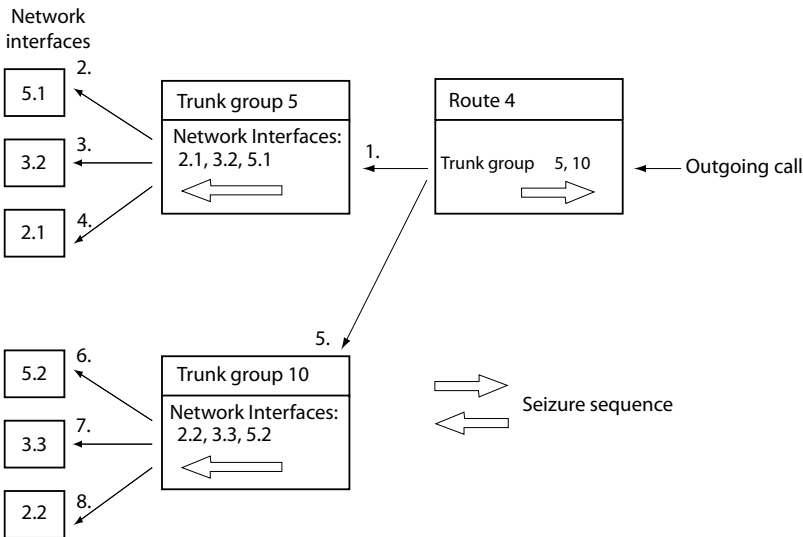 Network
interfaces
2.
5.1
3.
3.2
4.
2.1
Trunk group 5
Network Interfaces:
2.1, 3.2, 5.1
1.
Route 4
Trunk group 5, 10
Outgoing call
5.
6.
5.2
7.
3.3
8.
2.2
Trunk group 10
Network Interfaces:
2.2, 3.3, 5.2
Seizure sequence